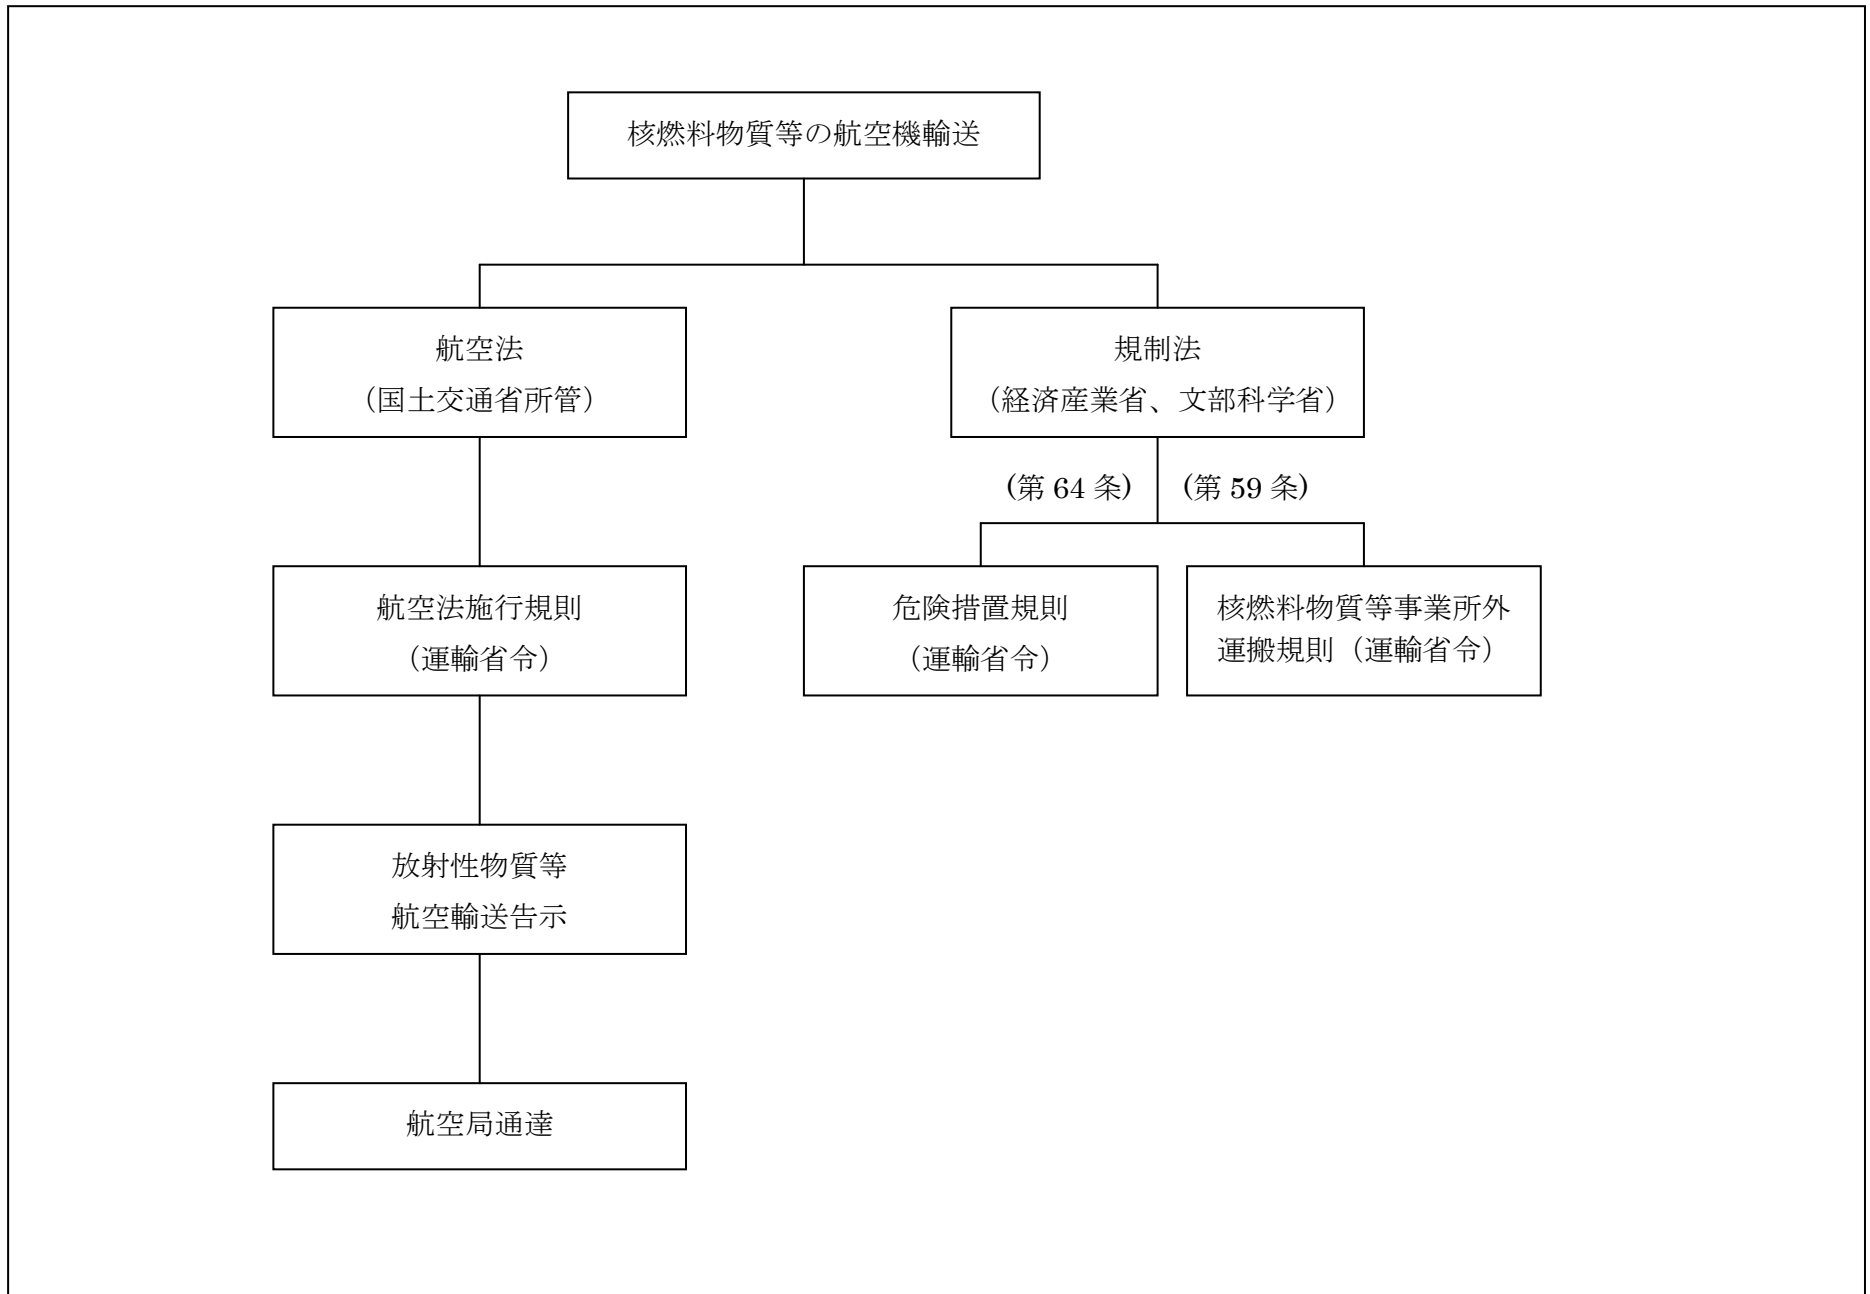 核燃料物質等の航空機輸送
航空法
（国土交通省所管）
規制法
（経済産業省、文部科学省）
(第 64 条)
(第 59 条)
航空法施行規則
（運輸省令）
危険措置規則
（運輸省令）
核燃料物質等事業所外
運搬規則（運輸省令）
放射性物質等
航空輸送告示
航空局通達